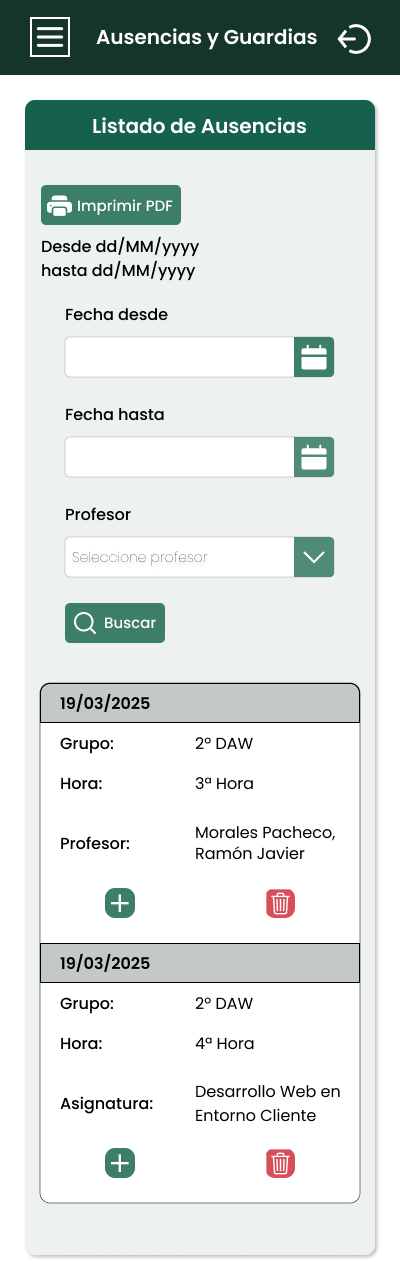 Ausencias y Guardias
Listado de Ausencias
Imprimir PDF
Desde dd/MM/yyyy
hasta dd/MM/yyyy
Fecha desde
Fecha hasta
Profesor
Seleccione profesor
Buscar
19/03/2025
Grupo: 2º DAW
Hora: 3ª Hora
Profesor: Morales Pacheco,
Ramón Javier
19/03/2025
Grupo: 2º DAW
Hora: 4ª Hora
Asignatura: Desarrollo Web en
Entorno Cliente